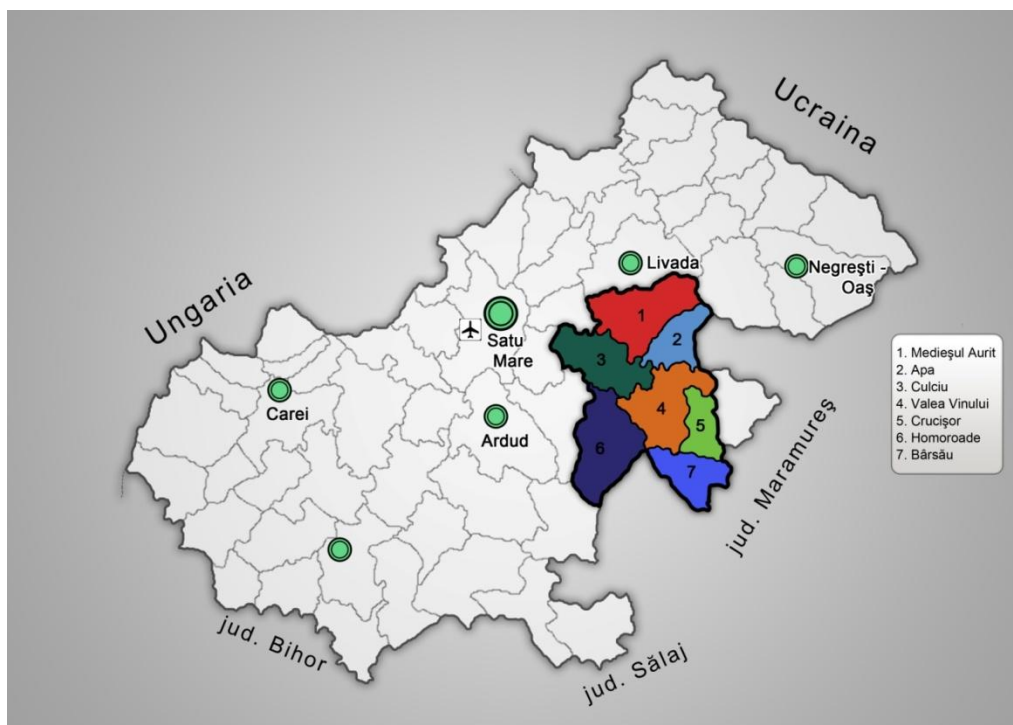 Ucraina
Ungaria
Livada
Negreşti -
Oaş
Satu
Mare
Carei
Ardud
1
2
3
4
5
6
7
1. Medieşul Aurit
2. Apa
3. Culciu
4. Valea Vinului
5. Crucişor
6. Homoroade
7. Bârsău
jud. Maramureş
jud. Bihor
jud. Sălaj